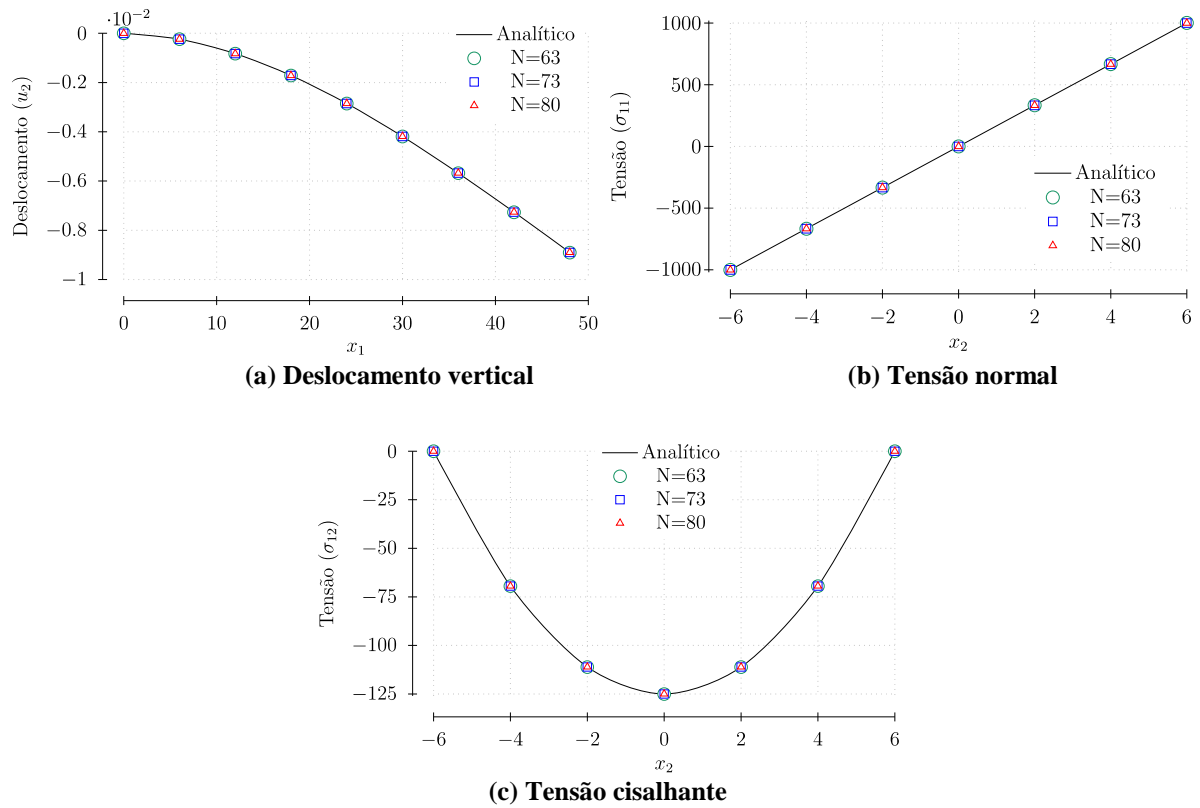 ·10⁻²
0
−0.2
−0.4
−0.6
−0.8
−1
Deslocamento (u₂)
Analítico
N=63
N=73
N=80
0 10 20 30 40 50
x₁
(a) Deslocamento vertical
1000
500
0
−500
−1000
Tensão (σ₁₁)
Analítico
N=63
N=73
N=80
−6 −4 −2 0 2 4 6
x₂
(b) Tensão normal
0
−25
−50
−75
−100
−125
Tensão (σ₁₂)
Analítico
N=63
N=73
N=80
−6 −4 −2 0 2 4 6
x₂
(c) Tensão cisalhante